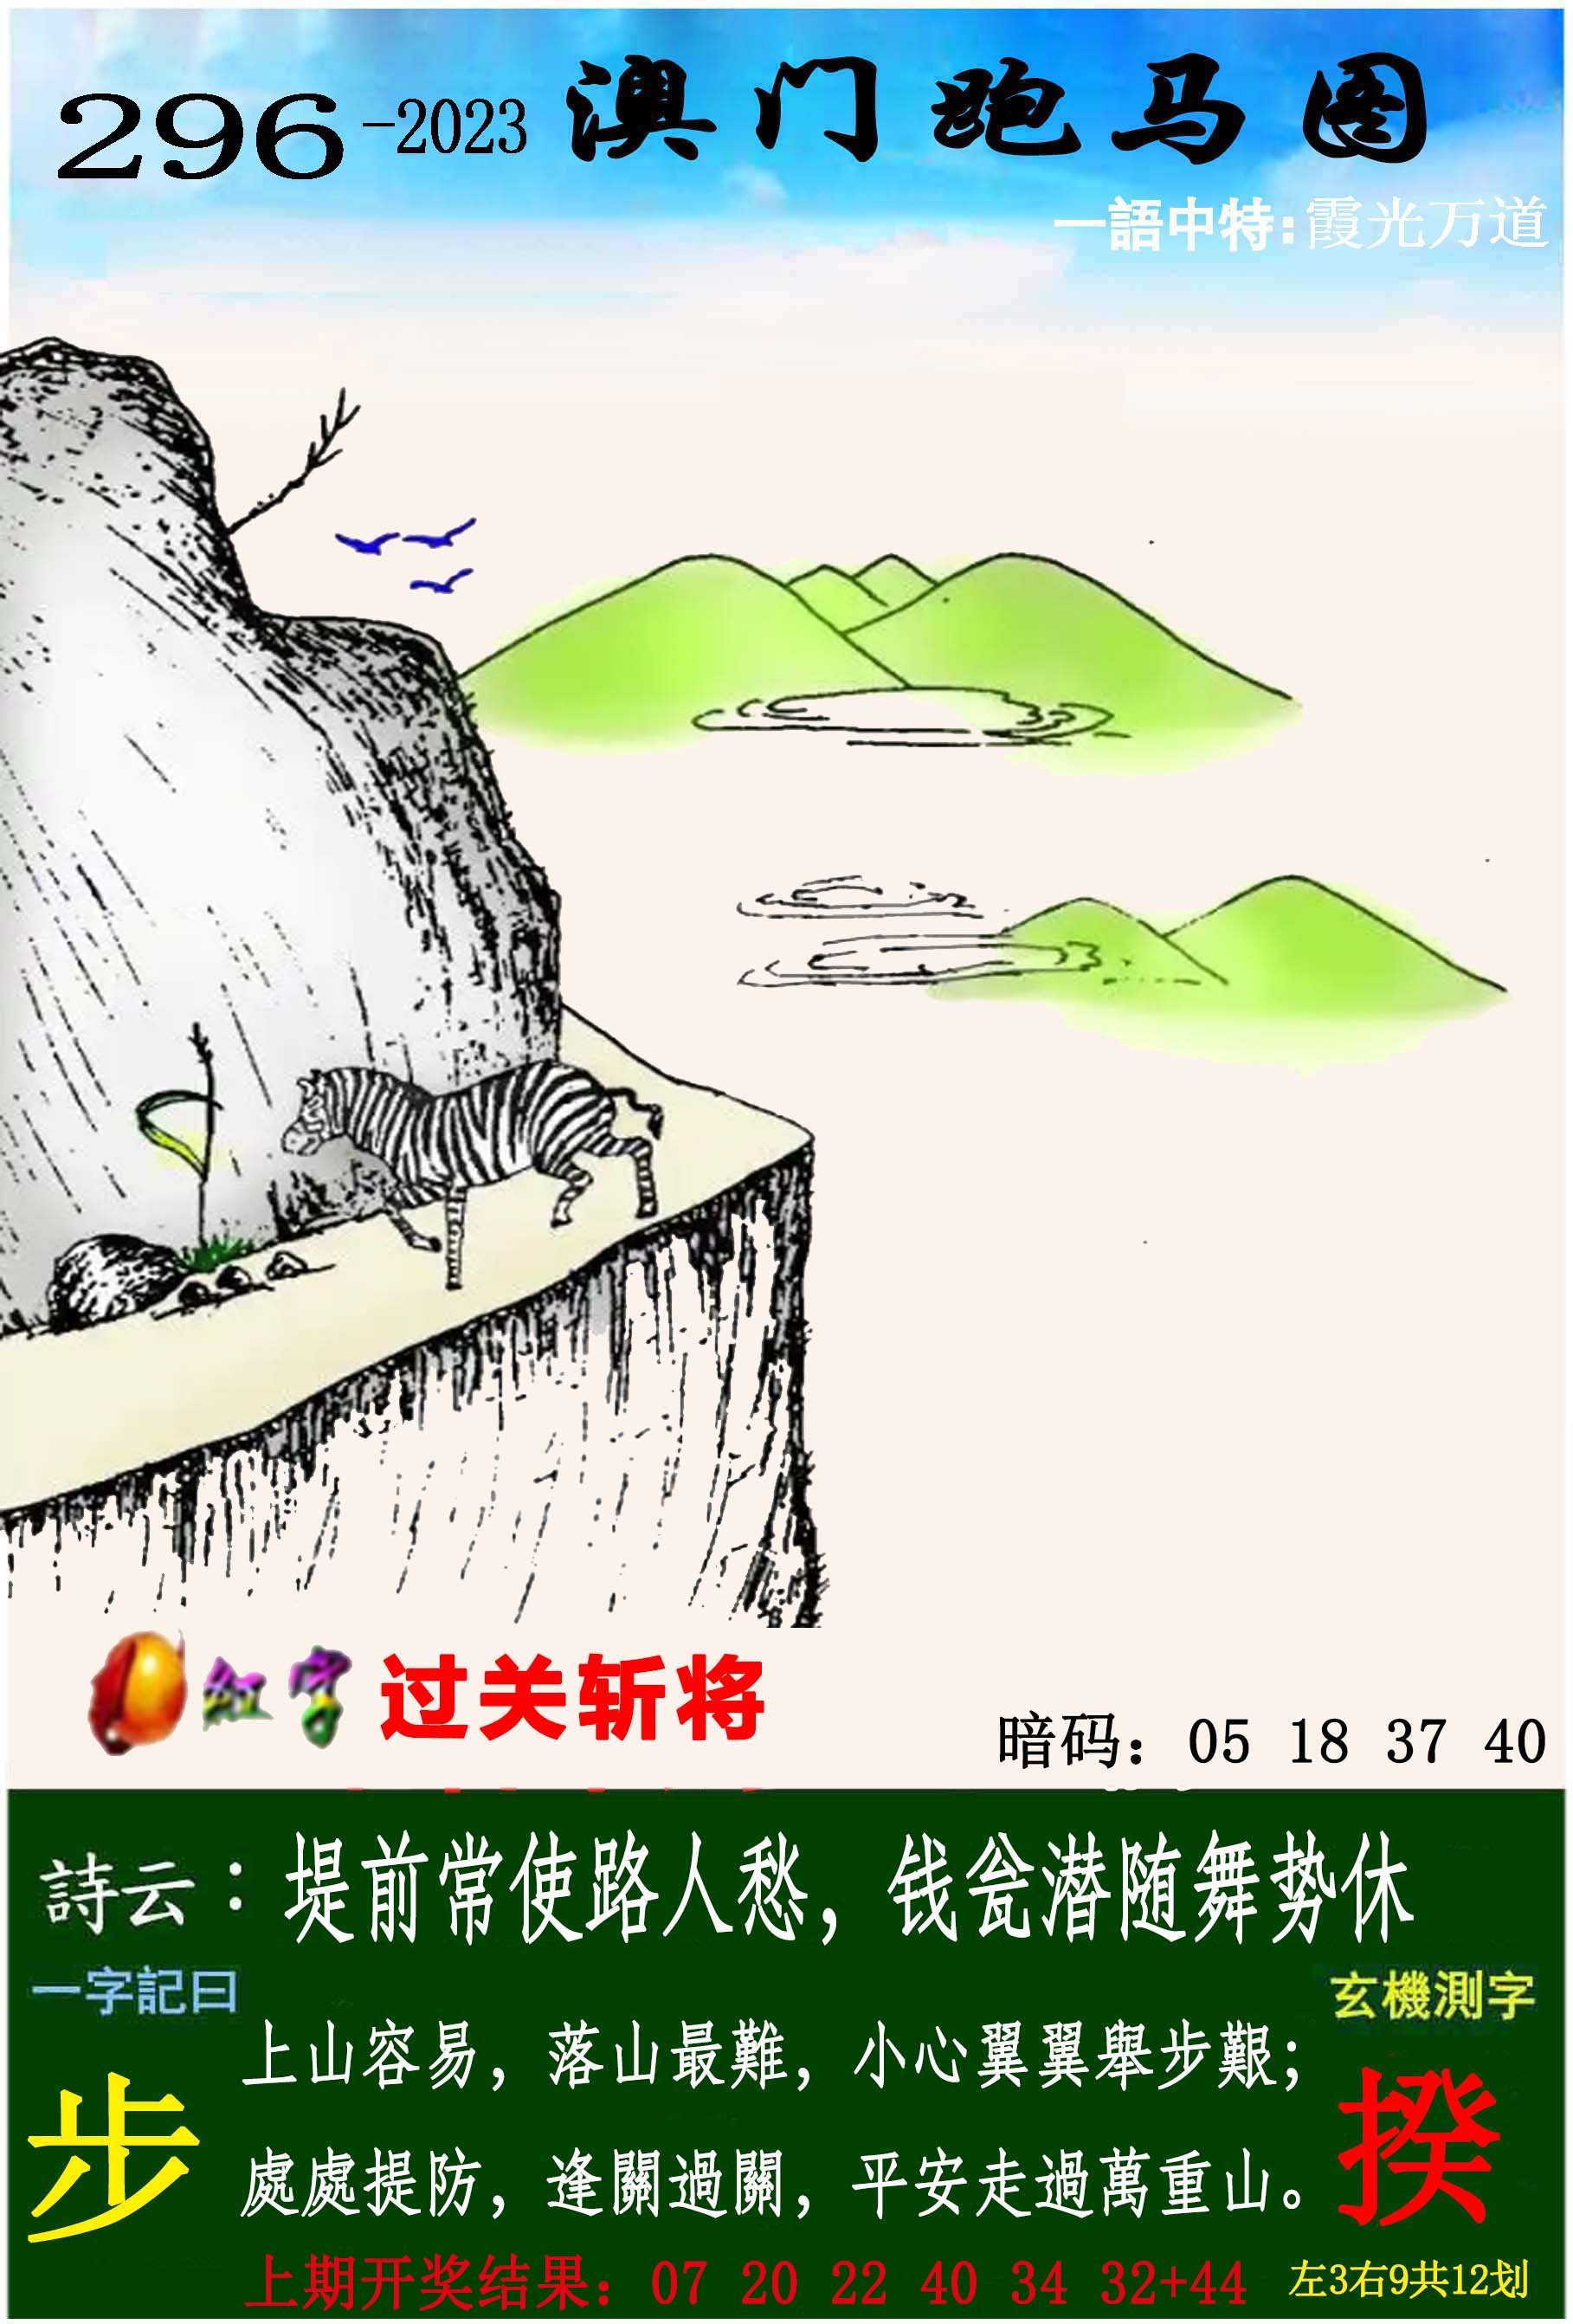 296-2023 澳门跑马图
一語中特:霞光万道
红字 过关斩将
暗码：05 18 37 40
詩云：堤前常使路人愁，钱瓮潜随舞势休
一字記曰
玄機測字
上山容易，落山最難，小心翼翼舉步艱；
步
揆
處處提防，逢關過關，平安走過萬重山。
上期开奖结果：07 20 22 40 34 32+44
左3右9共12划